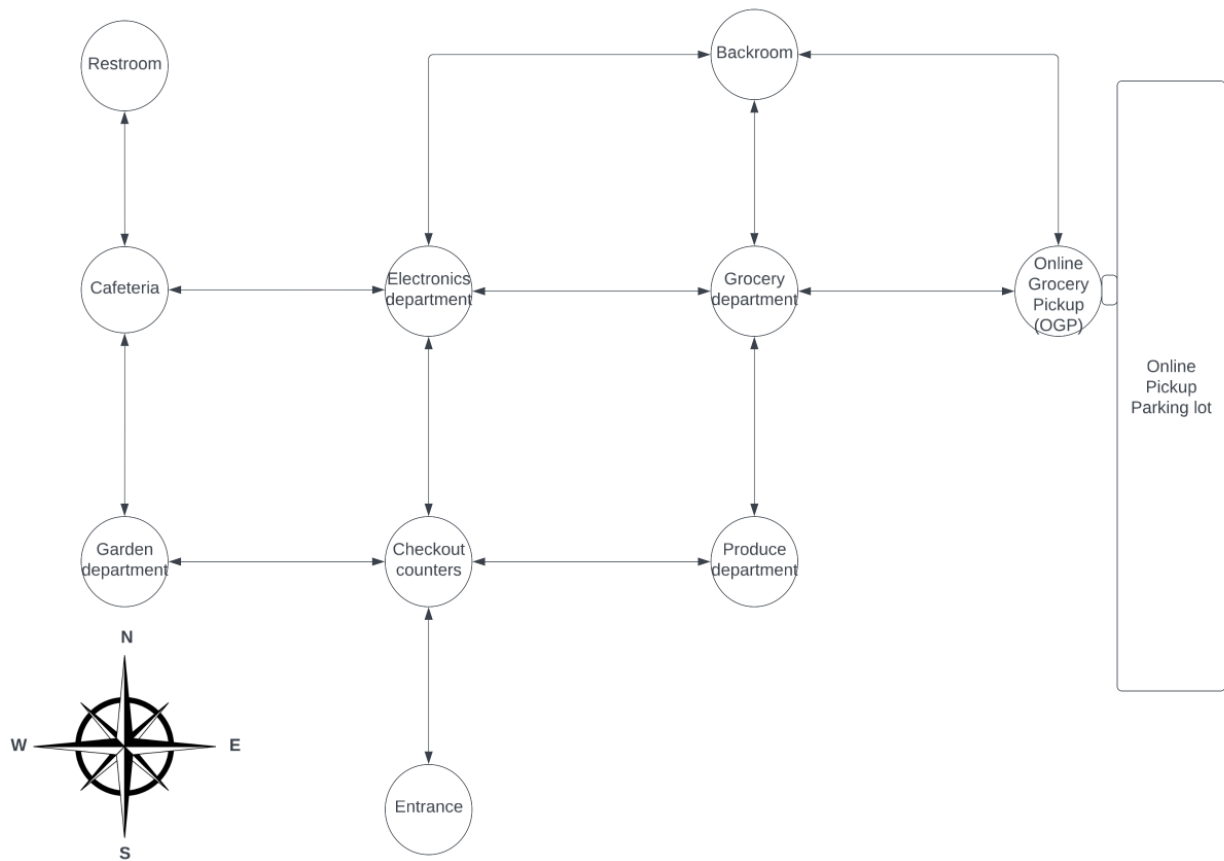 Restroom
Backroom
Cafeteria
Electronics
department
Grocery
department
Online
Grocery
Pickup
(OGP)
Online
Pickup
Parking lot
Garden
department
Checkout
counters
Produce
department
N
W
E
S
Entrance